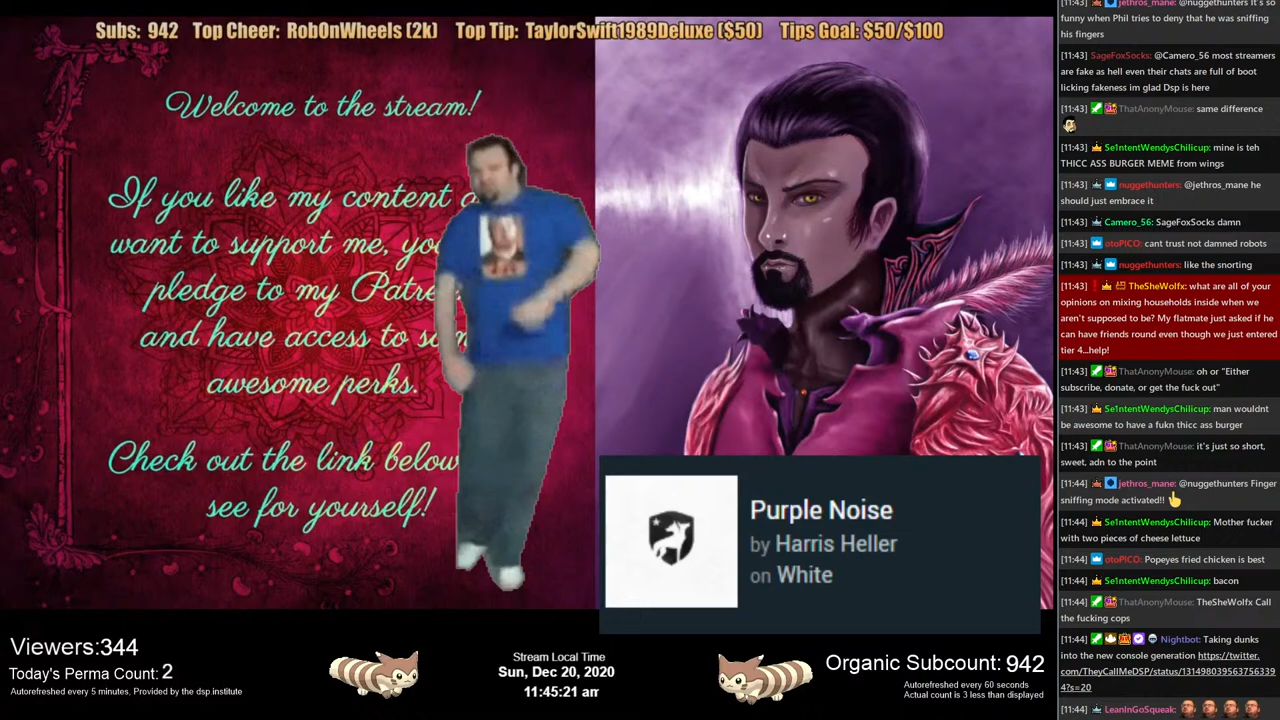 Subs: 942 Top Cheer: RobOnWheels (2k) Top Tip: TaylorSwift1989Deluxe ($50) Tips Goal: $50/$100
Welcome to the stream!
If you like my content
want to support me,
pledge to my
and have access to
awesome perks.
Check out the link below
see for yourself!
Purple Noise
by Harris Heller
on White
Viewers:344
Today's Perma Count: 2
Autorefreshed every 5 minutes, Provided by the dsp.institute
Stream Local Time
Sun, Dec 20, 2020
11:45:21 am
Organic Subcount: 942
Autorefreshed every 60 seconds
Actual count is 3 less than displayed
[11:43] jethros_mane: @nuggethunters It's so
funny when Phil tries to deny that he was sniffing
his fingers
[11:43] SageFoxSocks: @Camero_56 most streamers
are fake as hell even their chats are full of boot
licking fakeness im glad Dsp is here
[11:43] ThatAnonyMouse: same difference
[11:43] Se1ntentWendysChilicup: mine is teh
THICC ASS BURGER MEME from wings
[11:43] nuggethunters: @jethros_mane he
should just embrace it
[11:43] Camero_56: SageFoxSocks damn
[11:43] otoPICO: cant trust not damned robots
[11:43] nuggethunters: like the snorting
[11:43] TheSheWolfx: what are all of your
opinions on mixing households inside when we
aren't supposed to be? My flatmate just asked if he
can have friends round even though we just entered
tier 4...help!
[11:43] ThatAnonyMouse: oh or "Either
subscribe, donate, or get the fuck out"
[11:43] Se1ntentWendysChilicup: man wouldnt
be awesome to have a fukn thicc ass burger
[11:43] ThatAnonyMouse: it's just so short,
sweet, adn to the point
[11:44] jethros_mane: @nuggethunters Finger
sniffing mode activated!!
[11:44] Se1ntentWendysChilicup: Mother fucker
with two pieces of cheese lettuce
[11:44] otoPICO: Popeyes fried chicken is best
[11:44] Se1ntentWendysChilicup: bacon
[11:44] ThatAnonyMouse: TheSheWolfx Call
the fucking cops
[11:44] Nightbot: Taking dunks
into the new console generation https://twitter.
com/TheyCallMeDSP/status/131498039563756339
4?s=20
[11:44] LeanInGoSqueak: